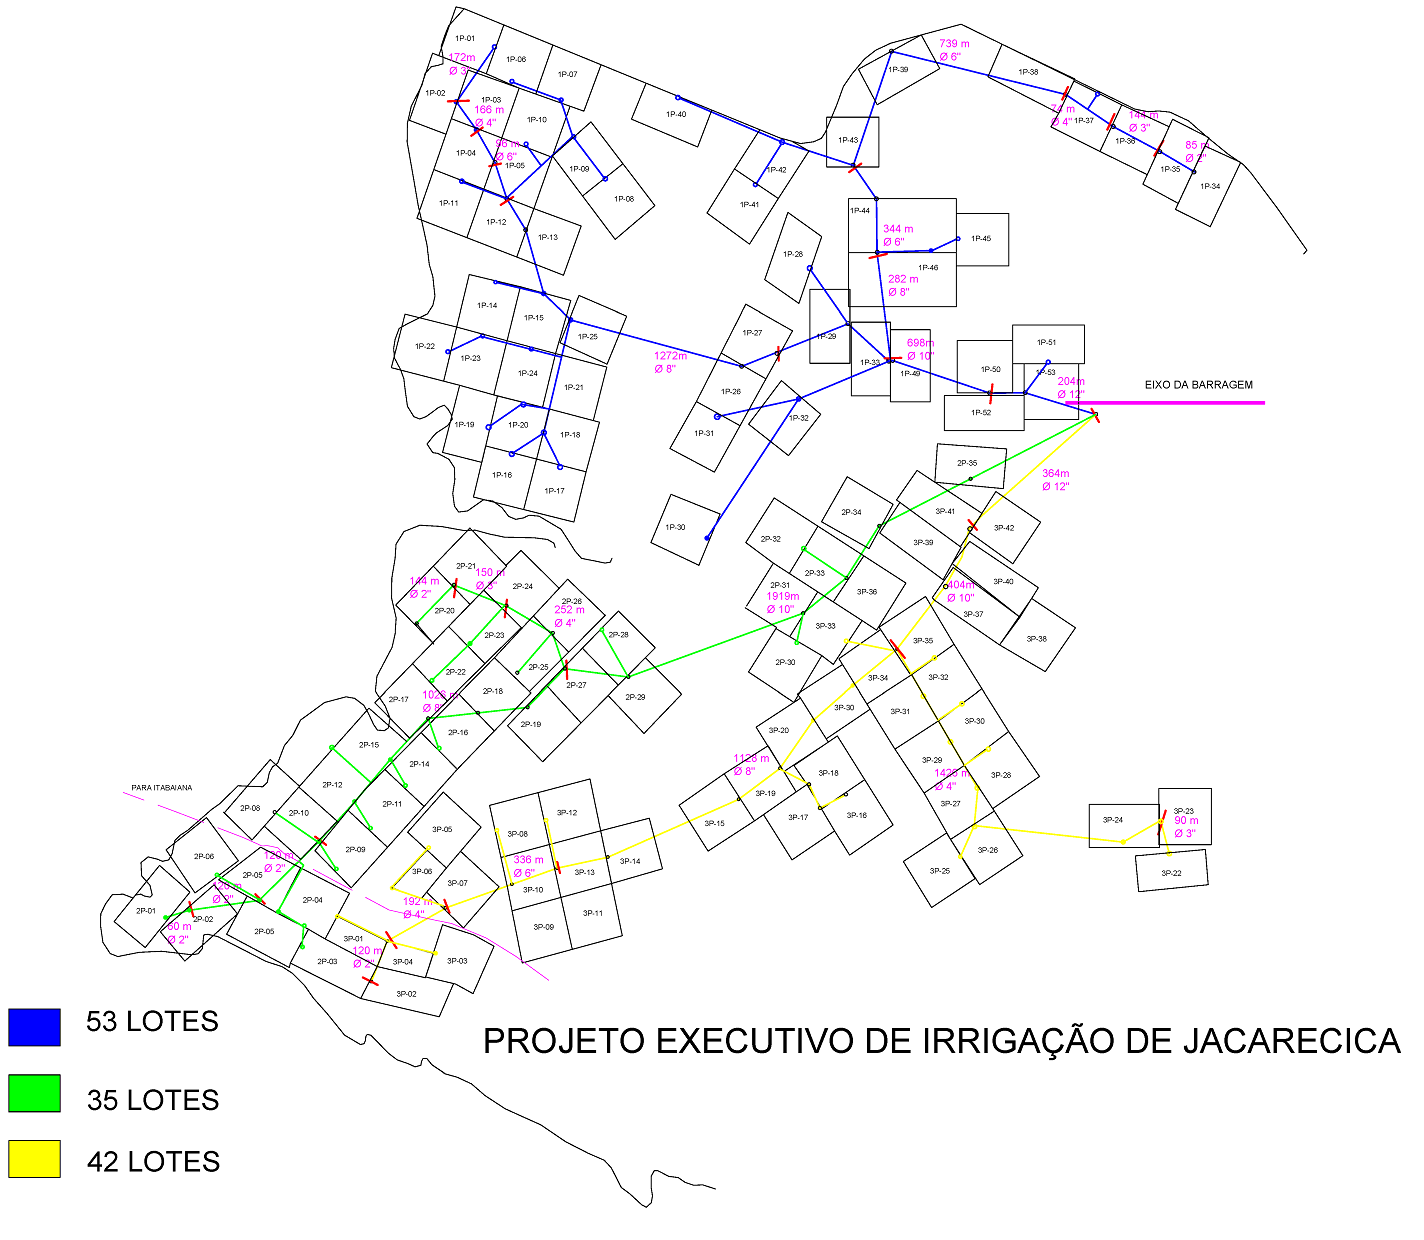 1P-01
1P-06
1P-07
172m
Ø 3"
1P-02
1P-03
166 m
Ø 4"
1P-10
1P-04
96 m
Ø 6"
1P-05
1P-09
1P-08
1P-11
1P-12
1P-13
1P-40
1P-43
1P-42
1P-41
1P-39
739 m
Ø 6"
1P-38
74 m
Ø 4"
1P-37
144 m
Ø 3"
1P-36
85 m
Ø 2"
1P-35
1P-34
1P-44
344 m
Ø 6"
1P-45
1P-46
282 m
Ø 8"
1P-28
1P-14
1P-15
1P-25
1P-22
1P-23
1P-24
1P-21
1P-19
1P-20
1P-18
1P-16
1P-17
1272m
Ø 8"
1P-27
1P-29
1P-26
1P-31
1P-32
1P-33
698m
Ø 10"
1P-49
1P-50
1P-51
1P-53
204m
Ø 12"
1P-52
EIXO DA BARRAGEM
1P-30
2P-35
384m
Ø 12"
2P-34
3P-41
3P-42
2P-32
3P-39
2P-33
2P-31
1919m
Ø 10"
3P-36
3P-40
404m
Ø 10"
3P-37
3P-38
3P-33
3P-35
2P-30
2P-21
144 m
Ø 2"
150 m
Ø 3"
2P-24
2P-20
2P-26
252 m
Ø 4"
2P-23
2P-28
2P-22
2P-25
2P-27
2P-29
2P-17
1026 m
Ø 8"
2P-18
2P-19
2P-16
2P-15
2P-14
2P-12
2P-11
PARA ITABAIANA
2P-08
2P-10
2P-09
2P-06
120 m
Ø 2"
2P-05
2P-04
2P-01
2P-02
60 m
Ø 2"
2P-05
2P-03
3P-34
3P-32
3P-30
3P-31
3P-30
3P-20
3P-29
1128 m
Ø 8"
3P-18
3P-19
3P-28
Ø 4"
3P-27
3P-15
3P-17
3P-16
3P-26
3P-25
3P-24
3P-23
90 m
Ø 3"
3P-22
3P-05
3P-08
3P-12
3P-06
336 m
Ø 6"
3P-14
3P-13
3P-07
3P-10
192 m
Ø 4"
3P-11
3P-09
3P-01
120 m
Ø 2"
3P-04
3P-03
3P-02
53 LOTES
PROJETO EXECUTIVO DE IRRIGAÇÃO DE JACARECICA
35 LOTES
42 LOTES